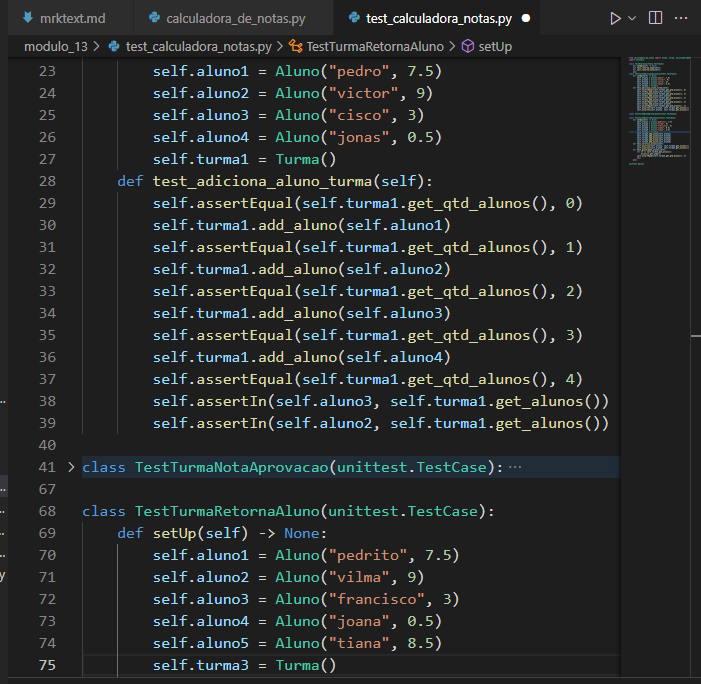 mrktext.md calculadora_de_notas.py test_calculadora_notas.py
modulo_13 > test_calculadora_notas.py > TestTurmaRetornaAluno > setUp
23 self.aluno1 = Aluno("pedro", 7.5)
24 self.aluno2 = Aluno("victor", 9)
25 self.aluno3 = Aluno("cisco", 3)
26 self.aluno4 = Aluno("jonas", 0.5)
27 self.turma1 = Turma()
28 def test_adiciona_aluno_turma(self):
29 self.assertEqual(self.turma1.get_qtd_alunos(), 0)
30 self.turma1.add_aluno(self.aluno1)
31 self.assertEqual(self.turma1.get_qtd_alunos(), 1)
32 self.turma1.add_aluno(self.aluno2)
33 self.assertEqual(self.turma1.get_qtd_alunos(), 2)
34 self.turma1.add_aluno(self.aluno3)
35 self.assertEqual(self.turma1.get_qtd_alunos(), 3)
36 self.turma1.add_aluno(self.aluno4)
37 self.assertEqual(self.turma1.get_qtd_alunos(), 4)
38 self.assertIn(self.aluno3, self.turma1.get_alunos())
39 self.assertIn(self.aluno2, self.turma1.get_alunos())
40
41 > class TestTurmaNotaAprovacao(unittest.TestCase): ...
67
68 class TestTurmaRetornaAluno(unittest.TestCase):
69 def setUp(self) -> None:
70 self.aluno1 = Aluno("pedrito", 7.5)
71 self.aluno2 = Aluno("vilma", 9)
72 self.aluno3 = Aluno("francisco", 3)
73 self.aluno4 = Aluno("joana", 0.5)
74 self.aluno5 = Aluno("tiana", 8.5)
75 self.turma3 = Turma()